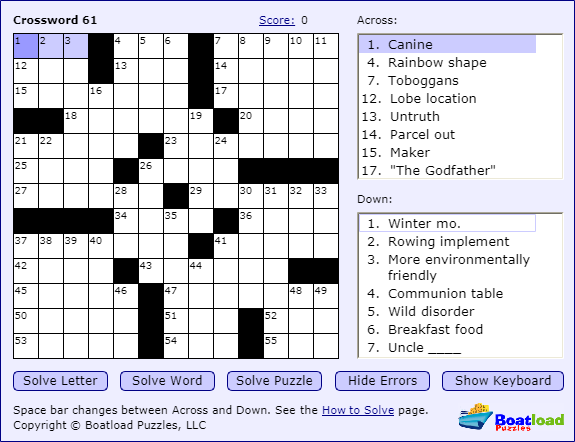 Crossword 61 Score: 0 Across:
1 2 3 4 5 6 7 8 9 10 11
12 13 14
15 16 17
18 19 20
21 22 23 24
25 26
27 28 29 30 31 32 33
34 35 36
37 38 39 40 41
42 43 44
45 46 47 48 49
50 51 52
53 54 55
1. Canine
4. Rainbow shape
7. Toboggans
12. Lobe location
13. Untruth
14. Parcel out
15. Maker
17. "The Godfather"
Down:
1. Winter mo.
2. Rowing implement
3. More environmentally
friendly
4. Communion table
5. Wild disorder
6. Breakfast food
7. Uncle ____
Solve Letter Solve Word Solve Puzzle Hide Errors Show Keyboard
Space bar changes between Across and Down. See the How to Solve page.
Copyright © Boatload Puzzles, LLC
Boatload
Puzzles